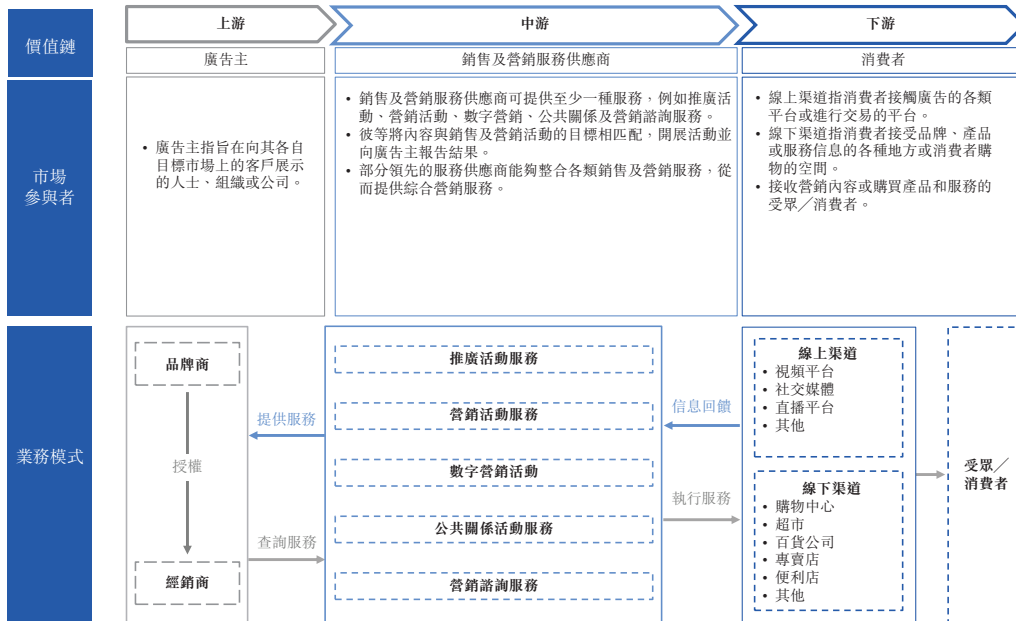 價值鏈
上游
中游
下游
廣告主
銷售及營銷服務供應商
消費者
市場
參與者
• 廣告主指旨在向其各自
目標市場上的客戶展示
的人士、組織或公司。
• 銷售及營銷服務供應商可提供至少一種服務，例如推廣活
動、營銷活動、數字營銷、公共關係及營銷諮詢服務。
• 彼等將內容與銷售及營銷活動的目標相匹配，開展活動並
向廣告主報告結果。
• 部分領先的服務供應商能夠整合各類銷售及營銷服務，從
而提供綜合營銷服務。
• 線上渠道指消費者接觸廣告的各類
平台或進行交易的平台。
• 線下渠道指消費者接受品牌、產品
或服務信息的各種地方或消費者購
物的空間。
• 接收營銷內容或購買產品和服務的
受眾／消費者。
業務模式
品牌商
授權
經銷商
提供服務
查詢服務
推廣活動服務
營銷活動服務
數字營銷活動
公共關係活動服務
營銷諮詢服務
信息回饋
執行服務
線上渠道
• 視頻平台
• 社交媒體
• 直播平台
• 其他
線下渠道
• 購物中心
• 超市
• 百貨公司
• 專賣店
• 便利店
• 其他
受眾／
消費者